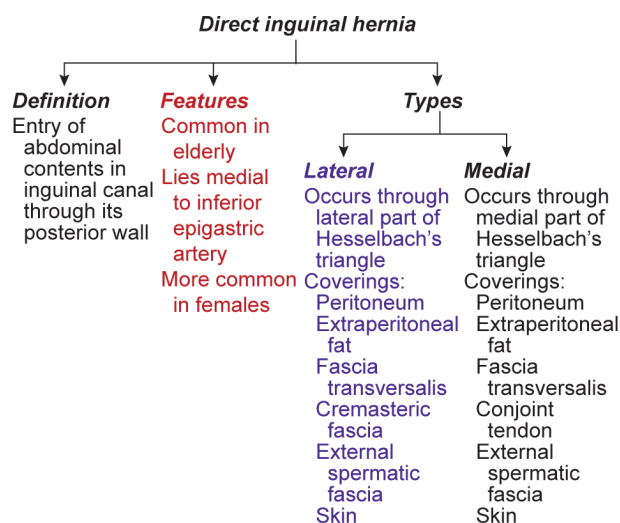 Direct inguinal hernia
Definition
Entry of
abdominal
contents in
inguinal canal
through its
posterior wall
Features
Common in
elderly
Lies medial
to inferior
epigastric
artery
More common
in females
Types
Lateral
Occurs through
lateral part of
Hesselbach's
triangle
Coverings:
Peritoneum
Extraperitoneal
fat
Fascia
transversalis
Cremasteric
fascia
External
spermatic
fascia
Skin
Medial
Occurs through
medial part of
Hesselbach's
triangle
Coverings:
Peritoneum
Extraperitoneal
fat
Fascia
transversalis
Conjoint
tendon
External
spermatic
fascia
Skin